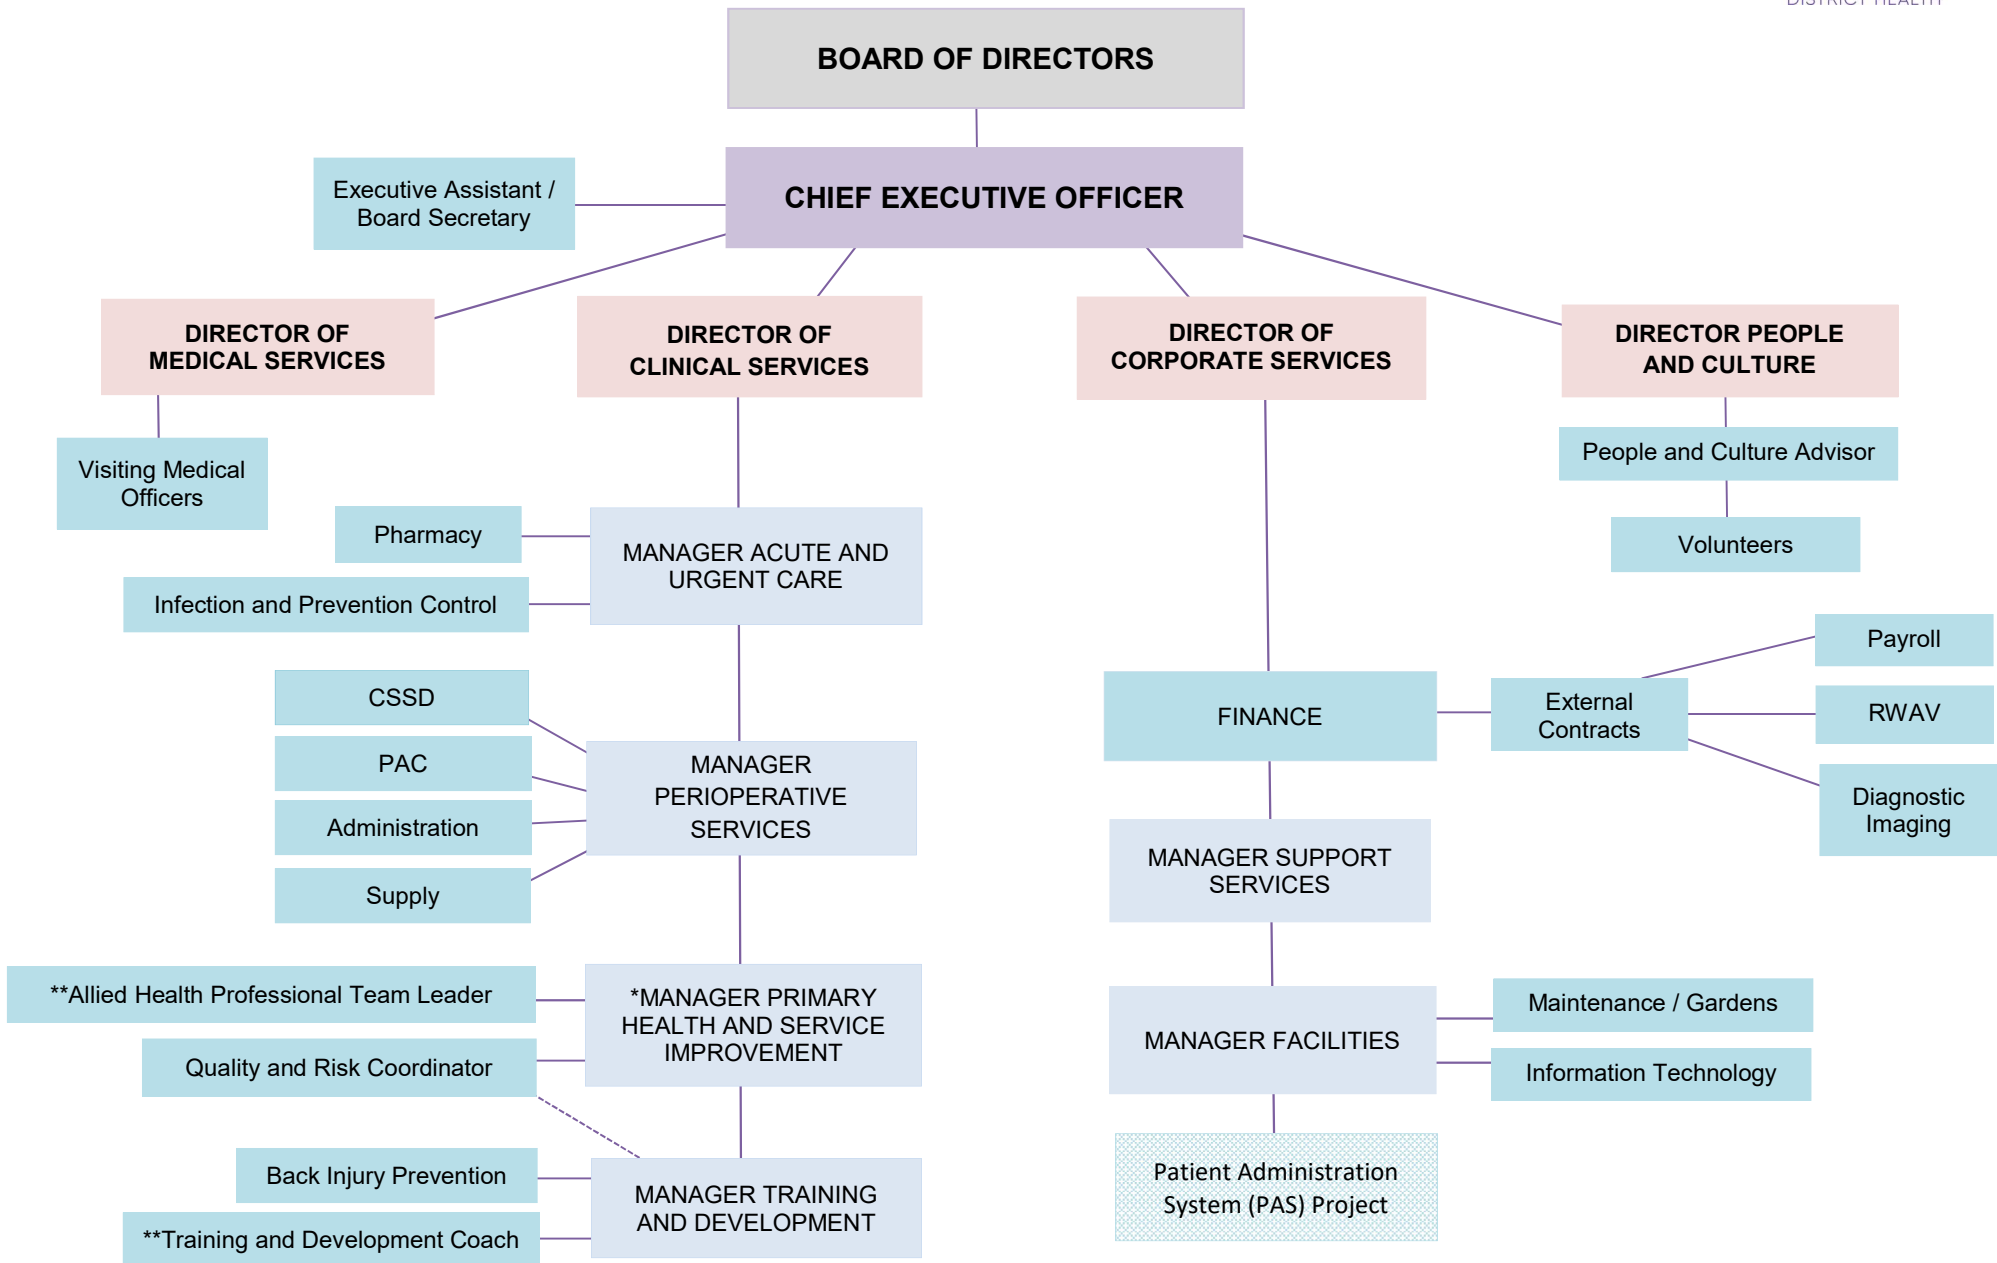 DISTRICT HEALTH
BOARD OF DIRECTORS
Executive Assistant /
Board Secretary
CHIEF EXECUTIVE OFFICER
DIRECTOR OF
MEDICAL SERVICES
DIRECTOR OF
CLINICAL SERVICES
DIRECTOR OF
CORPORATE SERVICES
DIRECTOR PEOPLE
AND CULTURE
Visiting Medical
Officers
People and Culture Advisor
Volunteers
Pharmacy
Infection and Prevention Control
MANAGER ACUTE AND
URGENT CARE
CSSD
PAC
Administration
Supply
MANAGER
PERIOPERATIVE
SERVICES
FINANCE
External
Contracts
Payroll
RWAV
Diagnostic
Imaging
MANAGER SUPPORT
SERVICES
**Allied Health Professional Team Leader
Quality and Risk Coordinator
*MANAGER PRIMARY
HEALTH AND SERVICE
IMPROVEMENT
MANAGER FACILITIES
Maintenance / Gardens
Information Technology
Back Injury Prevention
**Training and Development Coach
MANAGER TRAINING
AND DEVELOPMENT
Patient Administration
System (PAS) Project